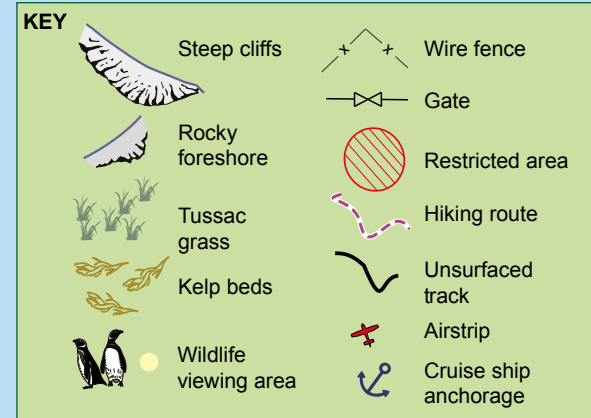 KEY
Steep cliffs
Rocky
foreshore
Tussac
grass
Kelp beds
Wildlife
viewing area
Wire fence
Gate
Restricted area
Hiking route
Unsurfaced
track
Airstrip
Cruise ship
anchorage